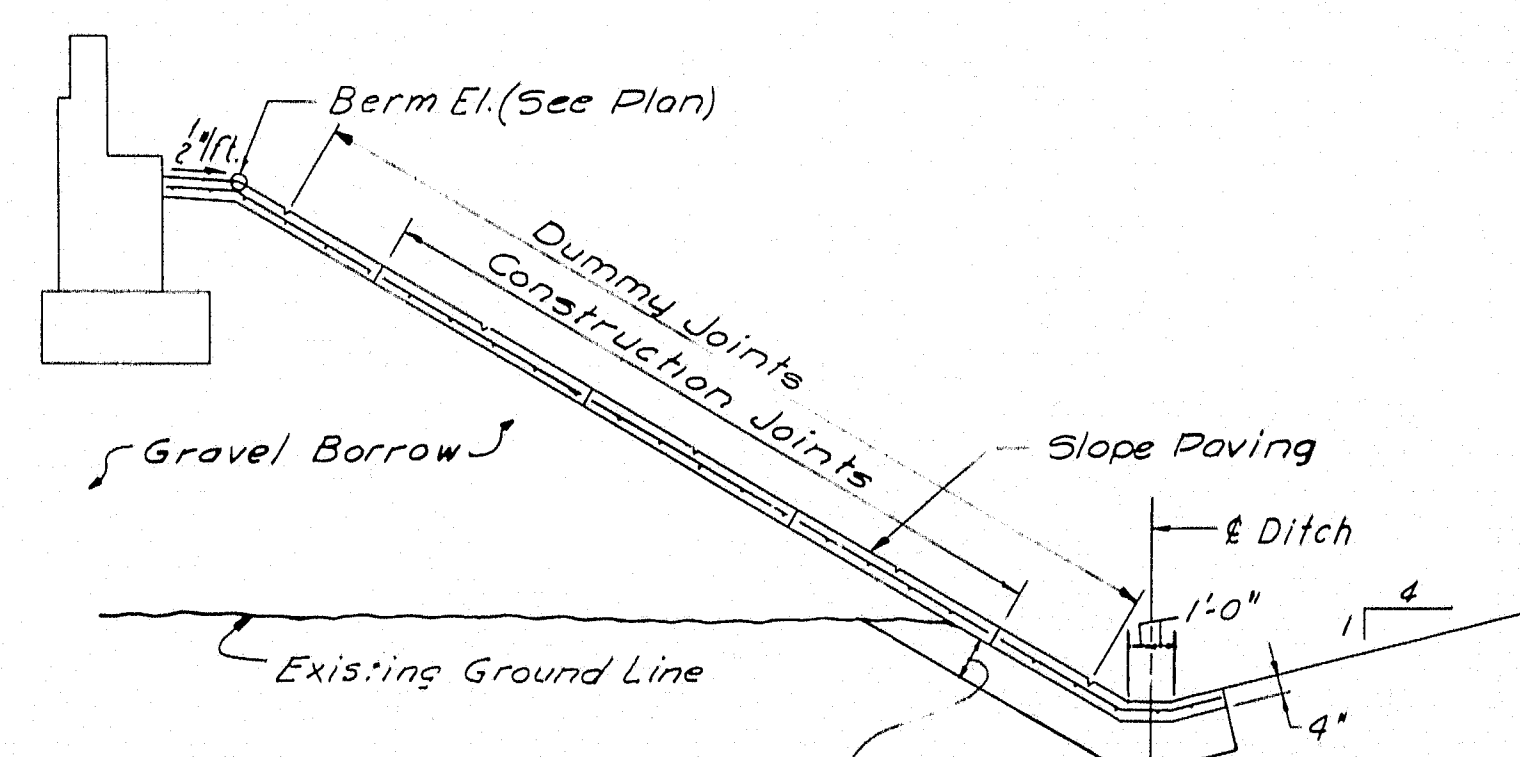 Berm El. (See Plan)
1/2"/ft.
Dummy Joints
Construction Joints
Gravel Borrow
Slope Paving
℄ Ditch
1'-0"
4
1
Existing Ground Line
4"